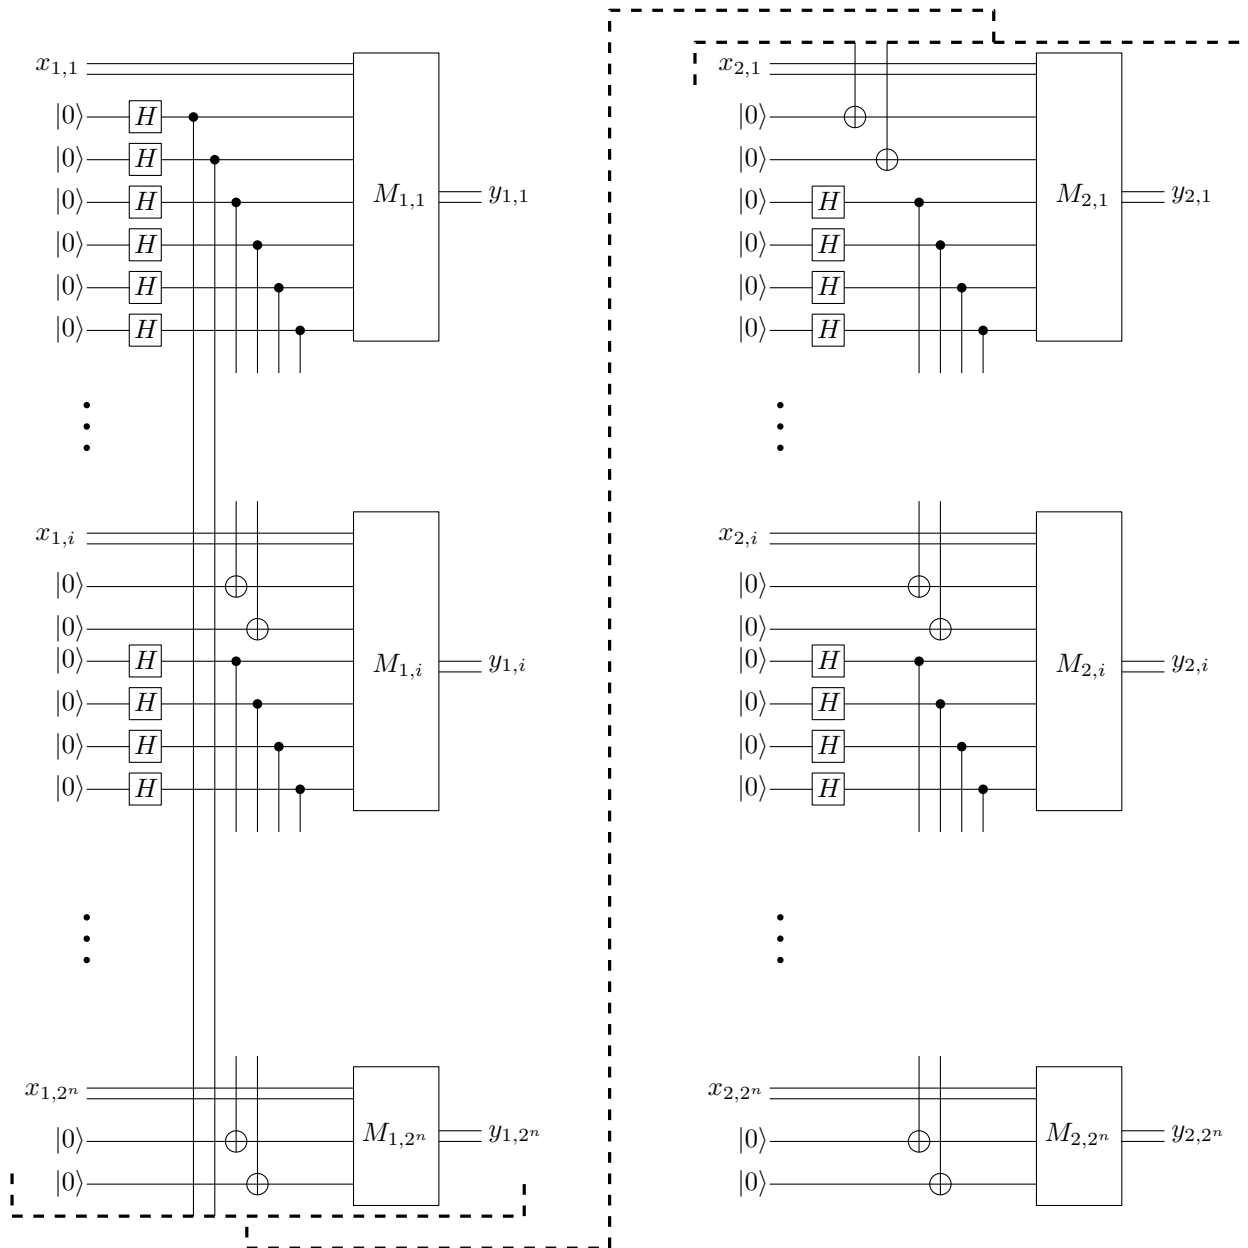 x_{1,1}
|0⟩ H
|0⟩ H
|0⟩ H M_{1,1} y_{1,1}
|0⟩ H
|0⟩ H
|0⟩ H
x_{1,i}
|0⟩
|0⟩
|0⟩ H M_{1,i} y_{1,i}
|0⟩ H
|0⟩ H
|0⟩ H
x_{1,2^n}
|0⟩ M_{1,2^n} y_{1,2^n}
|0⟩
x_{2,1}
|0⟩
|0⟩
|0⟩ H M_{2,1} y_{2,1}
|0⟩ H
|0⟩ H
|0⟩ H
x_{2,i}
|0⟩
|0⟩
|0⟩ H M_{2,i} y_{2,i}
|0⟩ H
|0⟩ H
|0⟩ H
x_{2,2^n}
|0⟩ M_{2,2^n} y_{2,2^n}
|0⟩